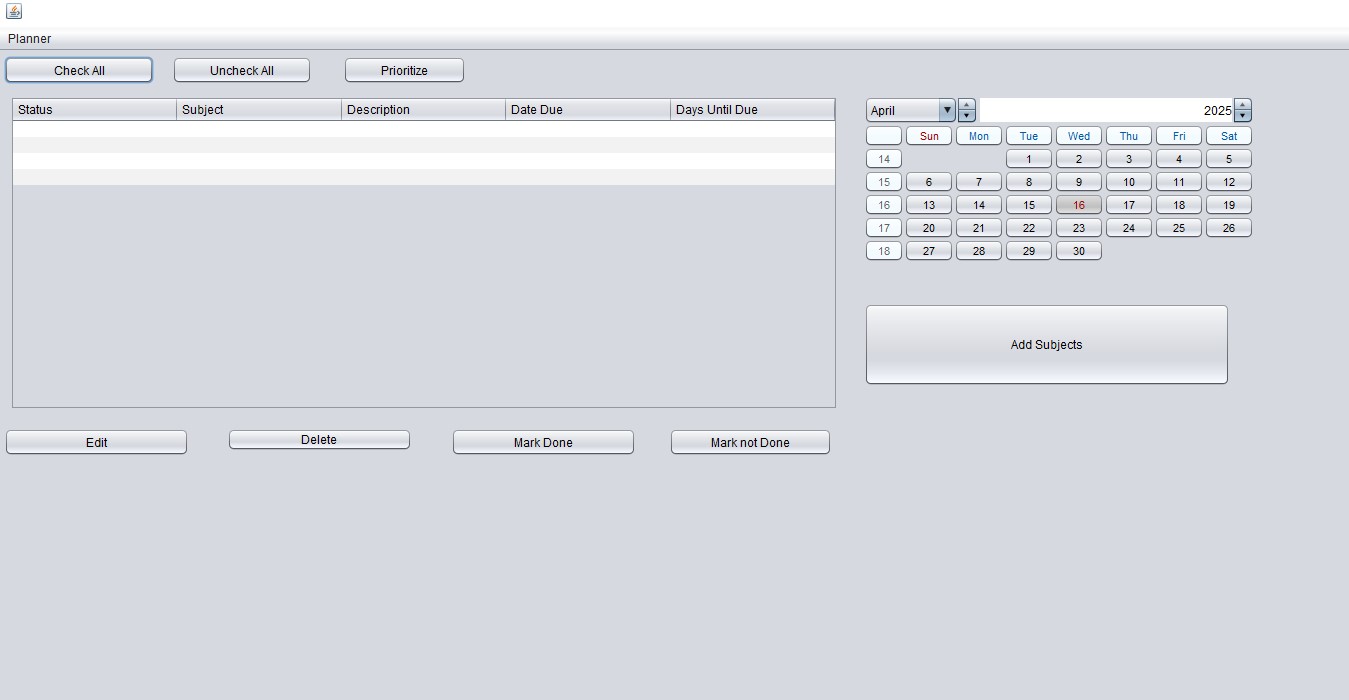 Planner
Check All Uncheck All Prioritize
Status Subject Description Date Due Days Until Due
April 2025
Sun Mon Tue Wed Thu Fri Sat
14 1 2 3 4 5
15 6 7 8 9 10 11 12
16 13 14 15 16 17 18 19
17 20 21 22 23 24 25 26
18 27 28 29 30
Add Subjects
Edit Delete Mark Done Mark not Done